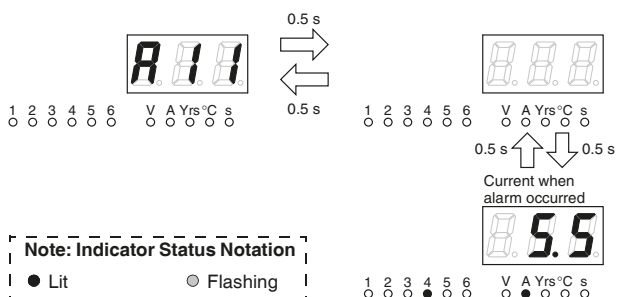 0.5 s
A11
0.5 s
1 2 3 4 5 6 V A Yrs °C s
1 2 3 4 5 6 V A Yrs °C s
0.5 s 0.5 s
Current when
alarm occurred
5.5
Note: Indicator Status Notation
Lit Flashing
1 2 3 4 5 6 V A Yrs °C s